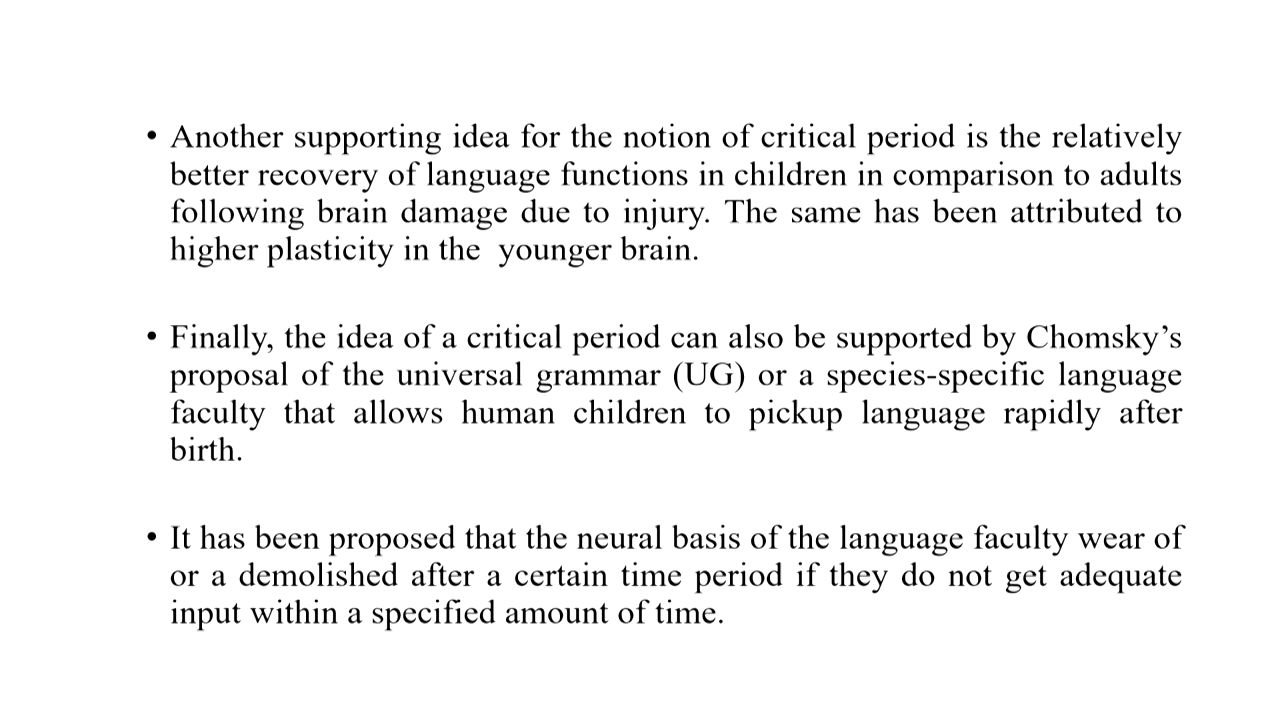 • Another supporting idea for the notion of critical period is the relatively
better recovery of language functions in children in comparison to adults
following brain damage due to injury. The same has been attributed to
higher plasticity in the  younger brain.
• Finally, the idea of a critical period can also be supported by Chomsky’s
proposal of the universal grammar (UG) or a species-specific language
faculty that allows human children to pickup language rapidly after
birth.
• It has been proposed that the neural basis of the language faculty wear of
or a demolished after a certain time period if they do not get adequate
input within a specified amount of time.